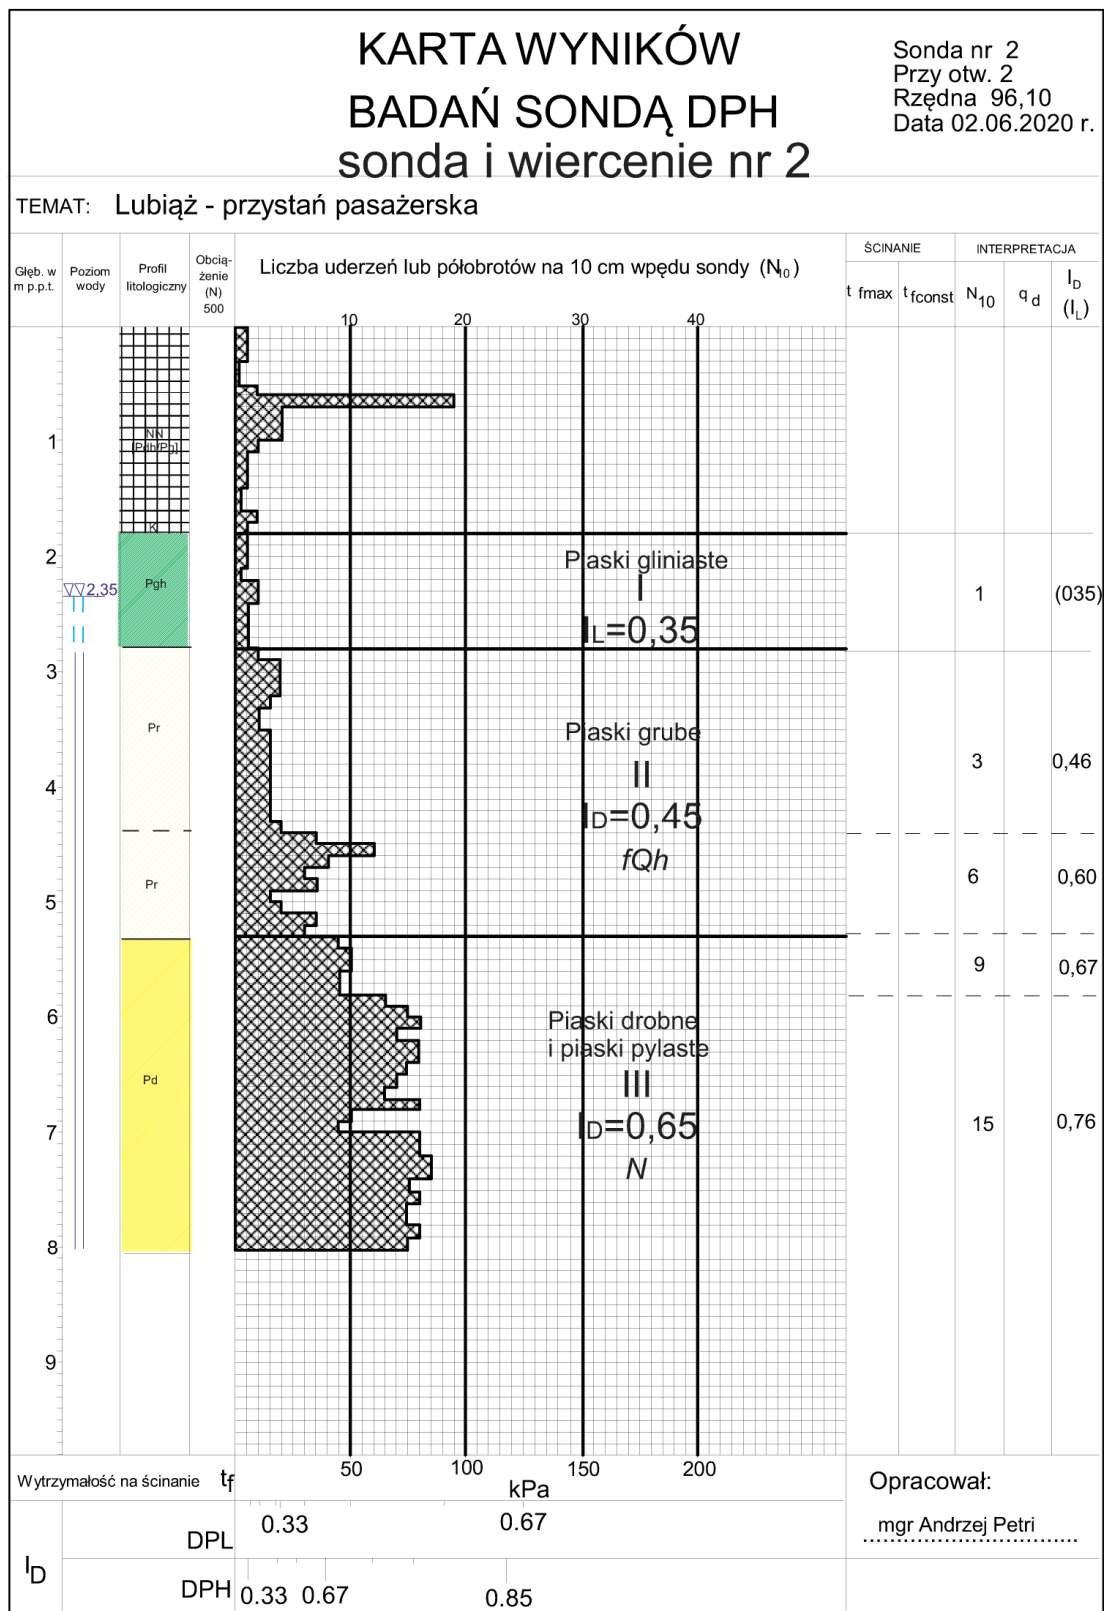 KARTA WYNIKÓW
BADAŃ SONDĄ DPH
sonda i wiercenie nr 2
Sonda nr 2
Przy otw. 2
Rzędna 96,10
Data 02.06.2020 r.
TEMAT: Lubiąż - przystań pasażerska
Głęb. w
m p.p.t.
Poziom
wody
Profil
litologiczny
Obcią-
żenie
(N)
500
Liczba uderzeń lub półobrotów na 10 cm wpędu sondy (N10)
ŚCINANIE
t fmax
t fconst
INTERPRETACJA
N10
q d
ID
(IL)
10 20 30 40
NN
[Pdh/Pg]
K
1
2
2,35
Pgh
Piaski gliniaste
I
IL=0,35
1 (035)
3
Pr
Piaski grube
II
ID=0,45
fQh
3 0,46
4
Pr
6 0,60
5
9 0,67
6
Piaski drobne
i piaski pylaste
III
ID=0,65
N
Pd
15 0,76
7
8
9
Wytrzymałość na ścinanie tf
50 100 150 200
kPa
Opracował:
mgr Andrzej Petri
ID
DPL 0.33 0.67
DPH 0.33 0.67 0.85